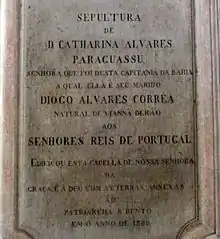 SEPULTURA
DE
D. CATHARINA ALVARES
PARAGUASSU
SENHORA QUE FOI DESTA CAPITANIA DA BAHIA
A QUAL ELLA E SEU MARIDO
DIOGO ALVARES CORREA
NATURAL DE VIANNA DERÃO
AOS
SENHORES REIS DE PORTUGAL
EDIFICOU ESTA CAPELLA DE NOSSA SENHORA
DA
GRAÇA, E A DEU COM AS TERRAS ANNEXAS
AO
PATRIARCHA S. BENTO
EM O ANNO DE